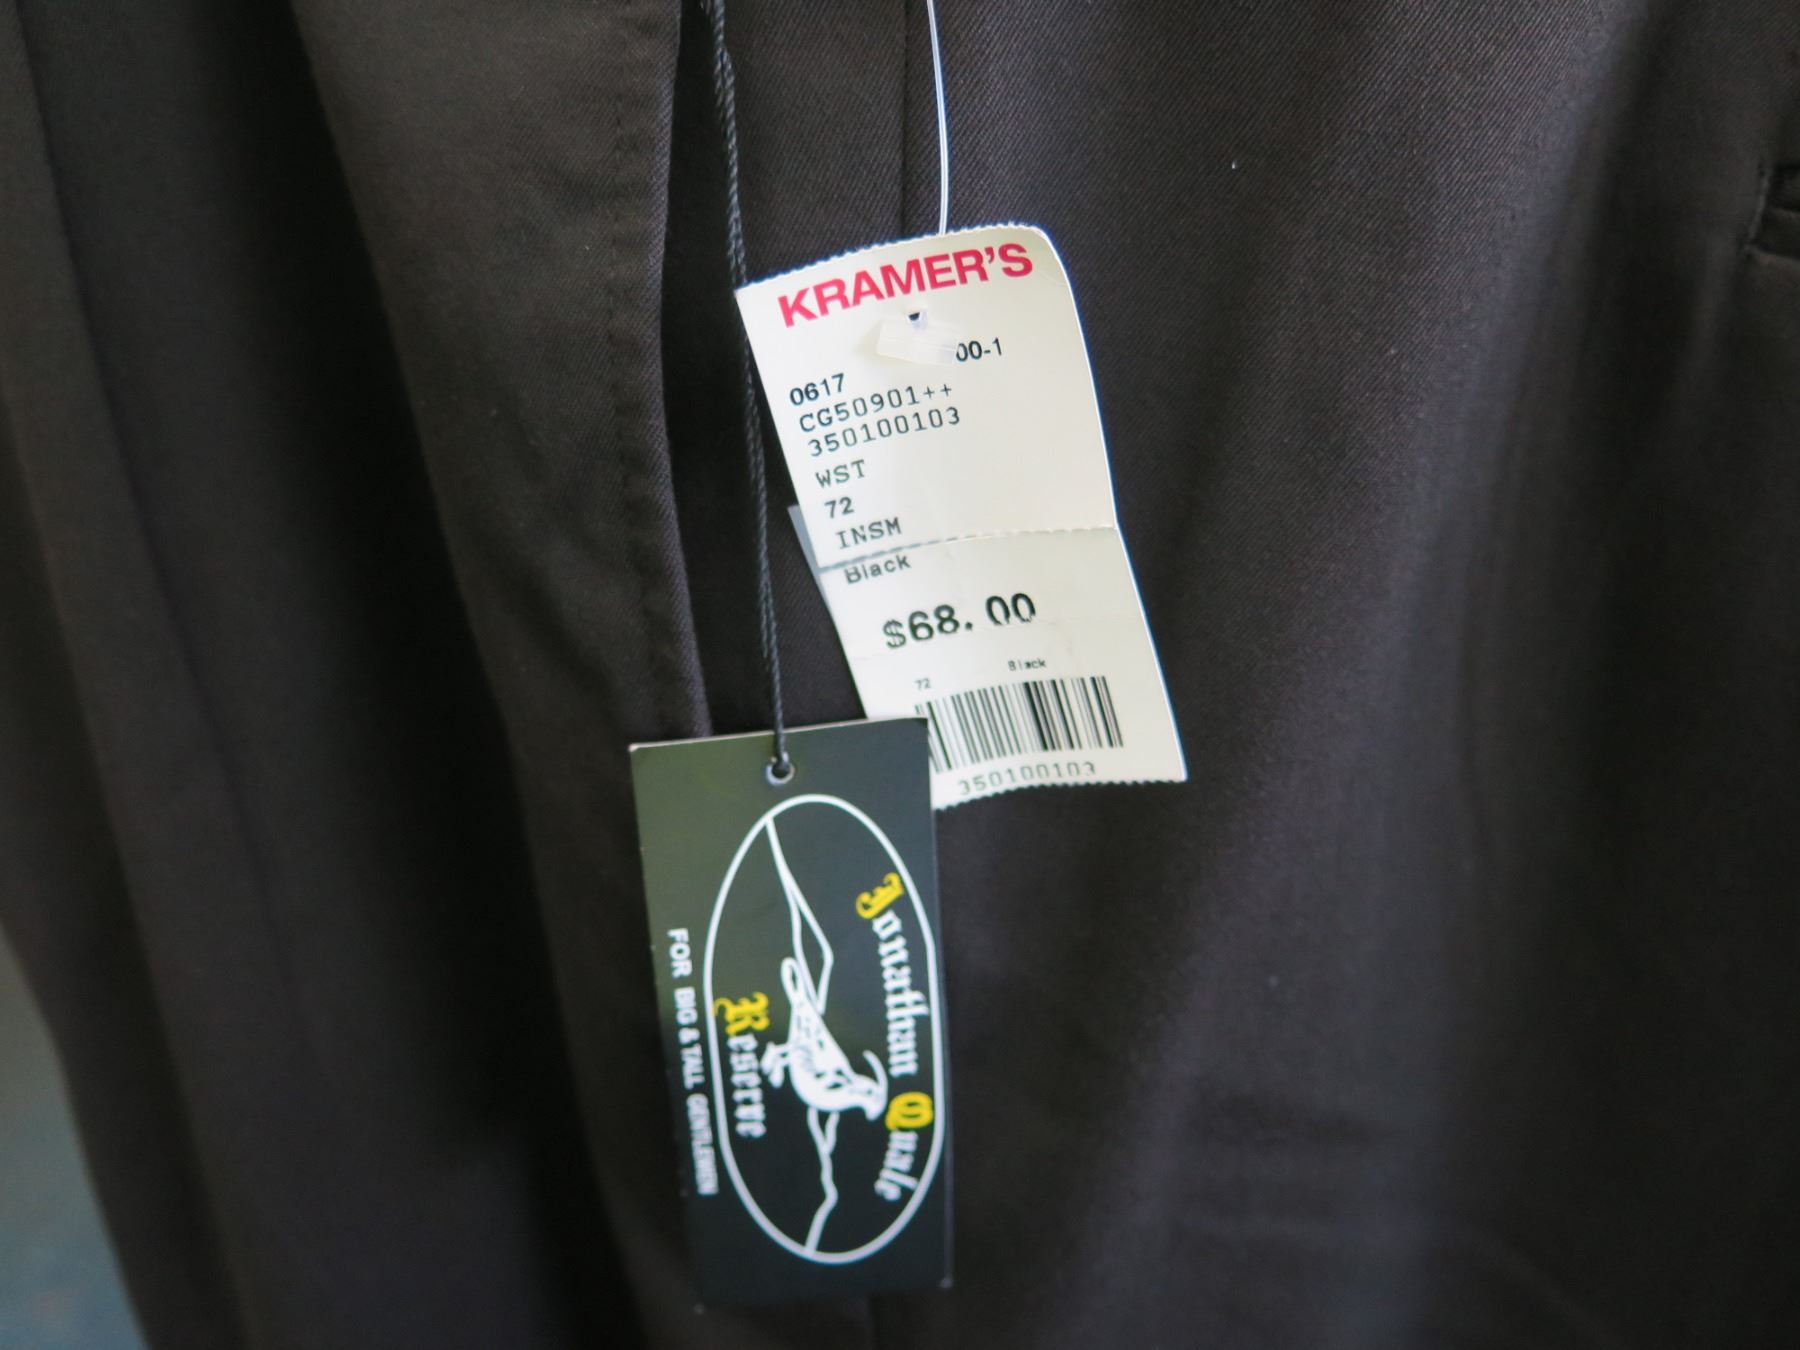 KRAMER'S
00-1
0617
CG50901++
350100103
WST
72
INSM
Black
$68.00
72 Black
350100103
Jonathan Quale
Reserve
FOR BIG & TALL GENTLEMEN